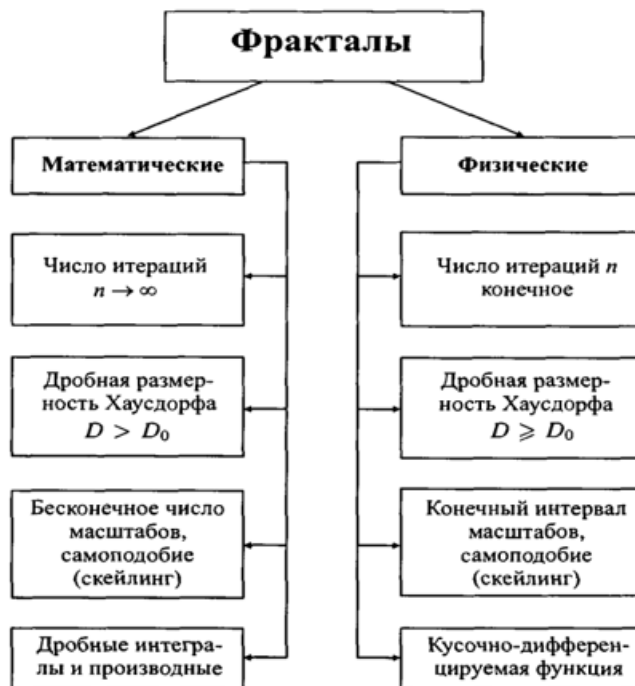 Фракталы
Математические
Физические
Число итераций
n → ∞
Число итераций n
конечное
Дробная размер-
ность Хаусдорфа
D > D₀
Дробная размер-
ность Хаусдорфа
D ⩾ D₀
Бесконечное число
масштабов,
самоподобие
(скейлинг)
Конечный интервал
масштабов,
самоподобие
(скейлинг)
Дробные интегра-
лы и производные
Кусочно-дифферен-
цируемая функция